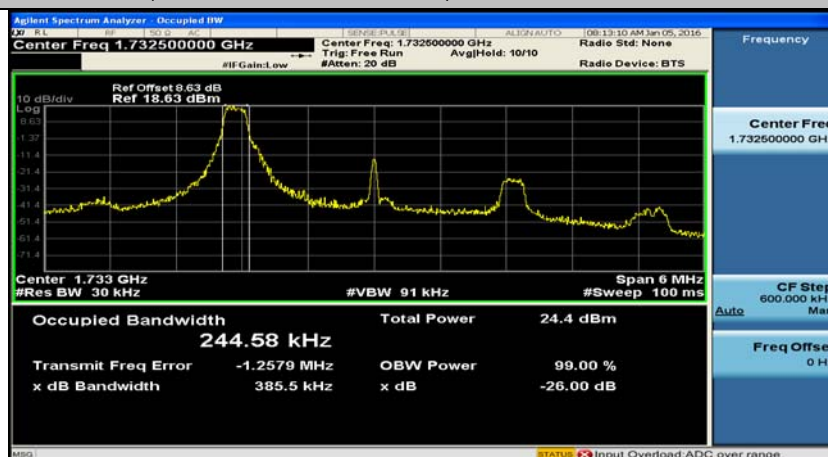 Agilent Spectrum Analyzer - Occupied BW
RL RF 50 Ω AC SENSE:PULSE ALIGN AUTO 08:13:10 AM Jan 05, 2016
Center Freq 1.732500000 GHz Center Freq: 1.732500000 GHz Radio Std: None
Trig: Free Run Avg|Hold: 10/10
#IFGain:Low #Atten: 20 dB Radio Device: BTS
Ref Offset 8.63 dB
10 dB/div Ref 18.63 dBm
Log
8.63
-1.37
-11.4
-21.4
-31.4
-41.4
-51.4
-61.4
-71.4
Center 1.733 GHz Span 6 MHz
#Res BW 30 kHz #VBW 91 kHz #Sweep 100 ms
Occupied Bandwidth Total Power 24.4 dBm
244.58 kHz
Transmit Freq Error -1.2579 MHz OBW Power 99.00 %
x dB Bandwidth 385.5 kHz x dB -26.00 dB
MSG STATUS Input Overload;ADC over range
Frequency
Center Fre
1.732500000 GH
CF Ste
600.000 kH
Auto Ma
Freq Offse
0 H